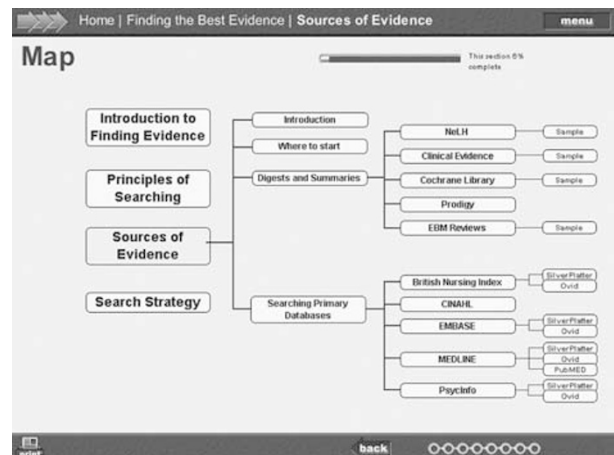 Home | Finding the Best Evidence | Sources of Evidence
menu
Map
This section 6%
complete
Introduction to
Finding Evidence
Principles of
Searching
Sources of
Evidence
Search Strategy
Introduction
Where to start
Digests and Summaries
Searching Primary
Databases
NeLH
Sample
Clinical Evidence
Sample
Cochrane Library
Sample
Prodigy
EBM Reviews
Sample
British Nursing Index
SilverPlatter
Ovid
CINAHL
EMBASE
SilverPlatter
Ovid
MEDLINE
SilverPlatter
Ovid
PubMED
PsycInfo
SilverPlatter
Ovid
print
back